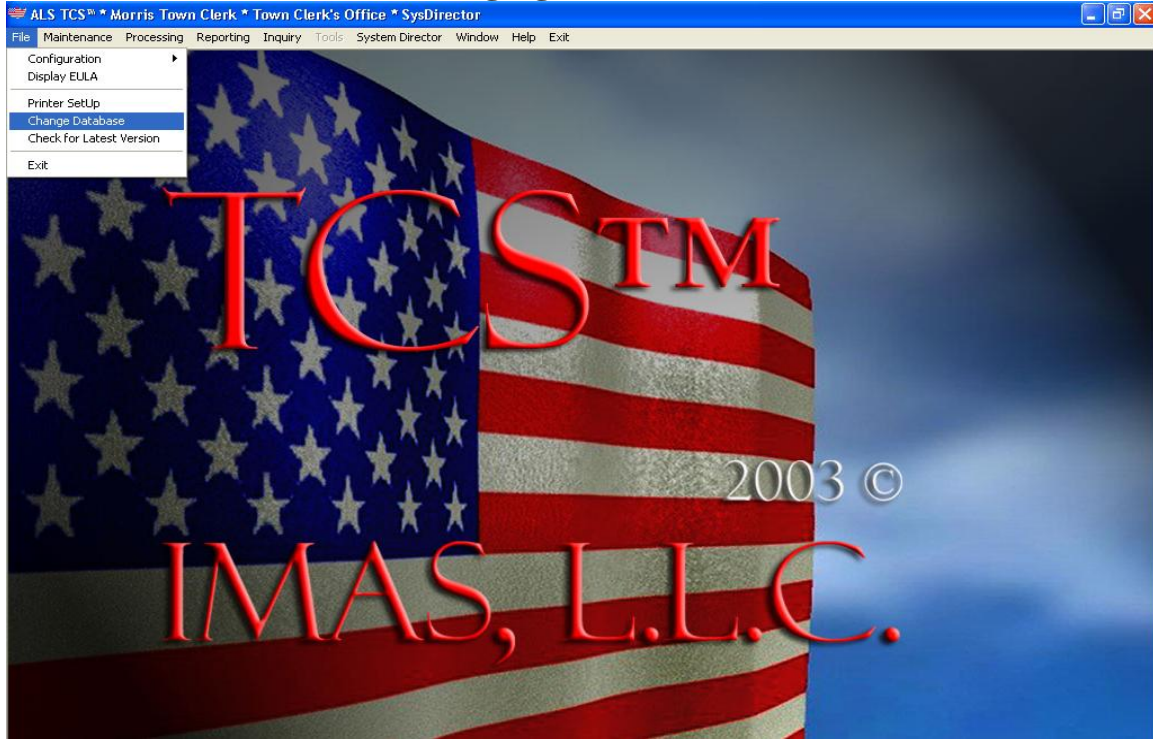 ALS TCS™ * Morris Town Clerk * Town Clerk's Office * SysDirector
File Maintenance Processing Reporting Inquiry Tools System Director Window Help Exit
Configuration
Display EULA
Printer SetUp
Change Database
Check for Latest Version
Exit
TCS™
2003 ©
IMAS, L.L.C.